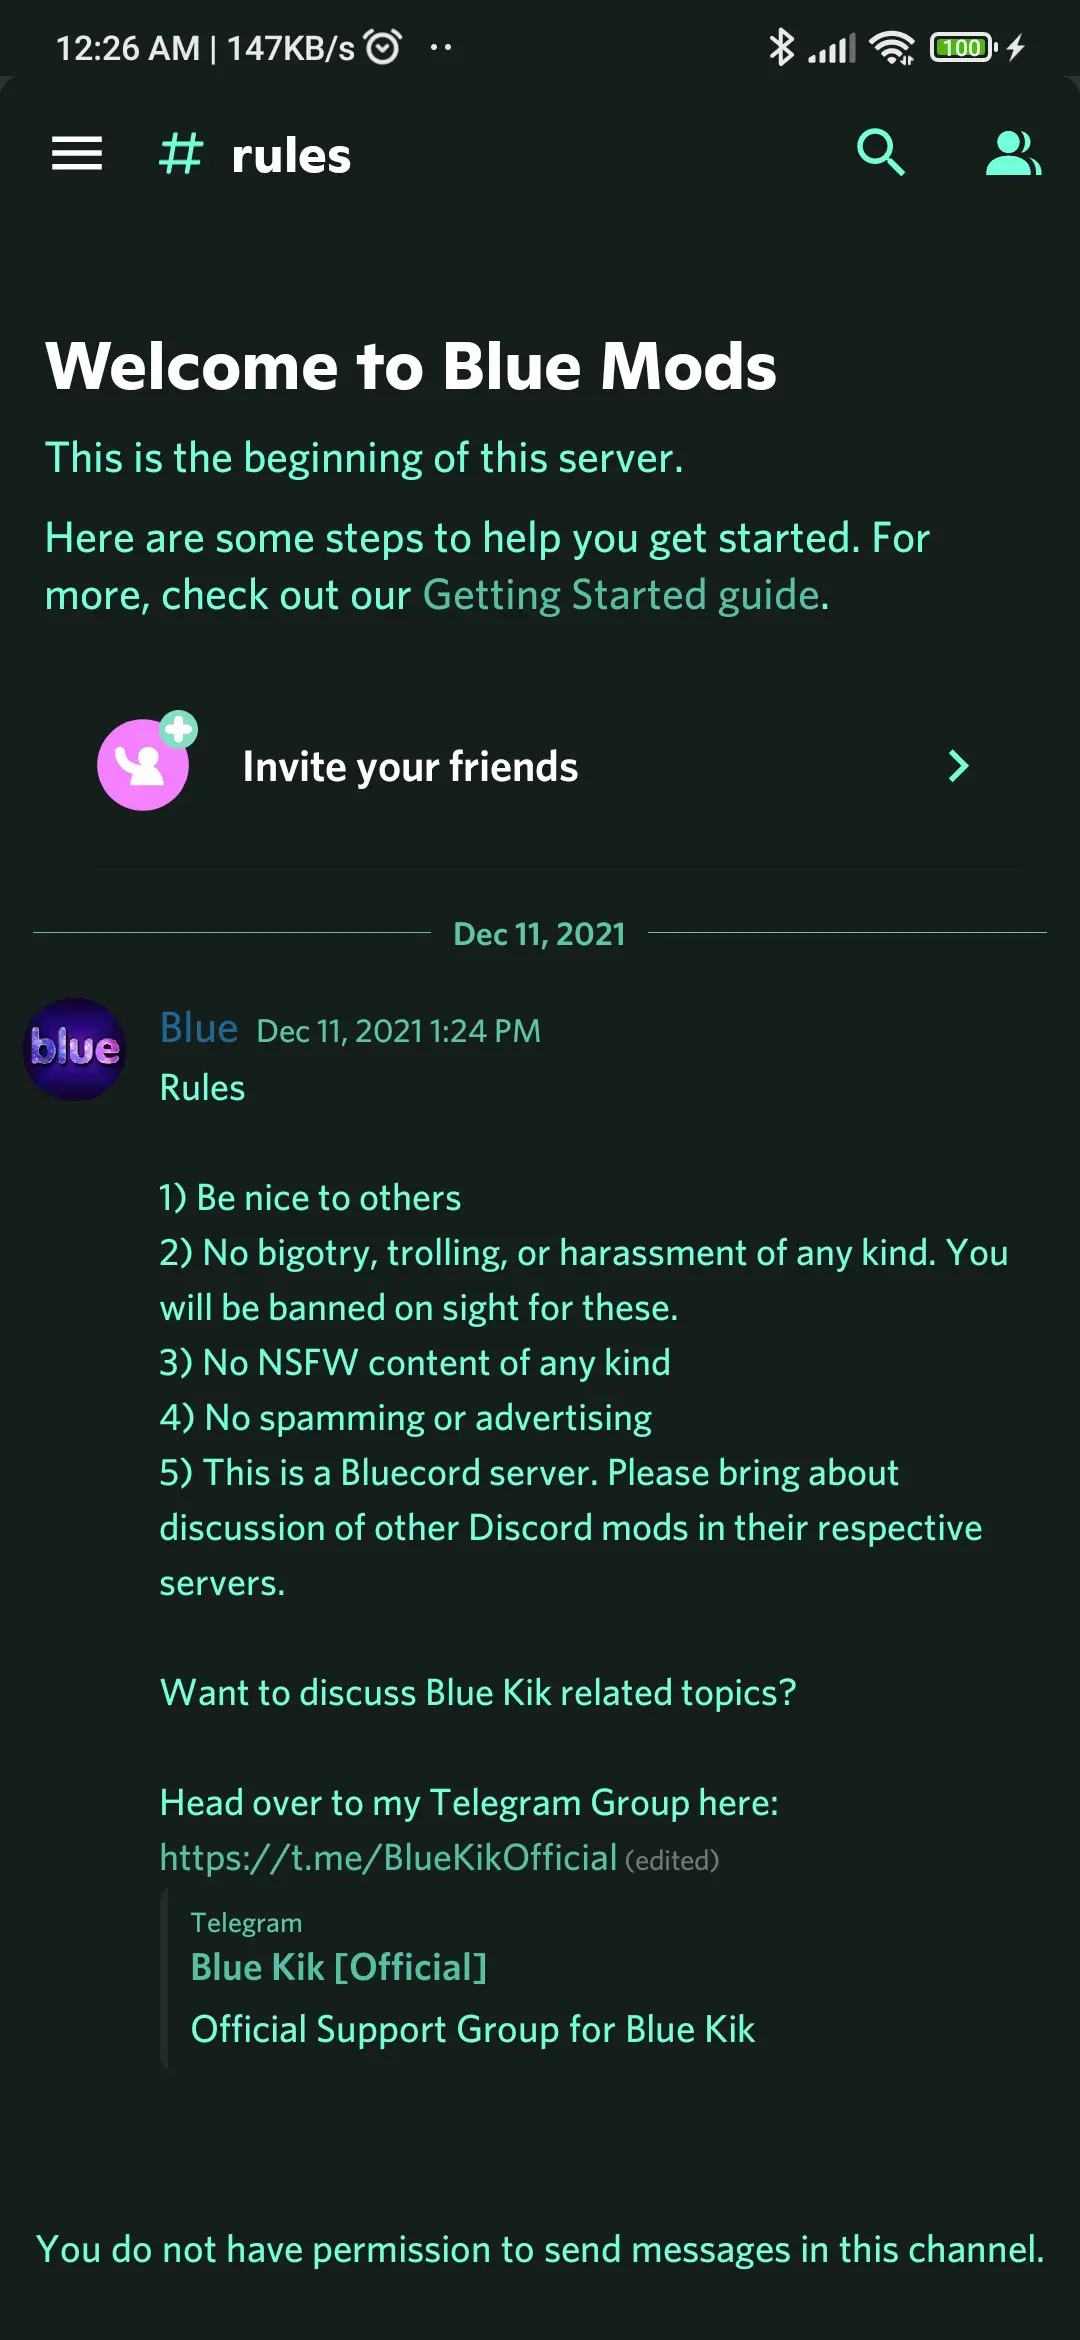 12:26 AM | 147KB/s
100
# rules
Welcome to Blue Mods
This is the beginning of this server.
Here are some steps to help you get started. For
more, check out our Getting Started guide.
Invite your friends
Dec 11, 2021
blue
Blue Dec 11, 2021 1:24 PM
Rules
1) Be nice to others
2) No bigotry, trolling, or harassment of any kind. You
will be banned on sight for these.
3) No NSFW content of any kind
4) No spamming or advertising
5) This is a Bluecord server. Please bring about
discussion of other Discord mods in their respective
servers.
Want to discuss Blue Kik related topics?
Head over to my Telegram Group here:
https://t.me/BlueKikOfficial (edited)
Telegram
Blue Kik [Official]
Official Support Group for Blue Kik
You do not have permission to send messages in this channel.